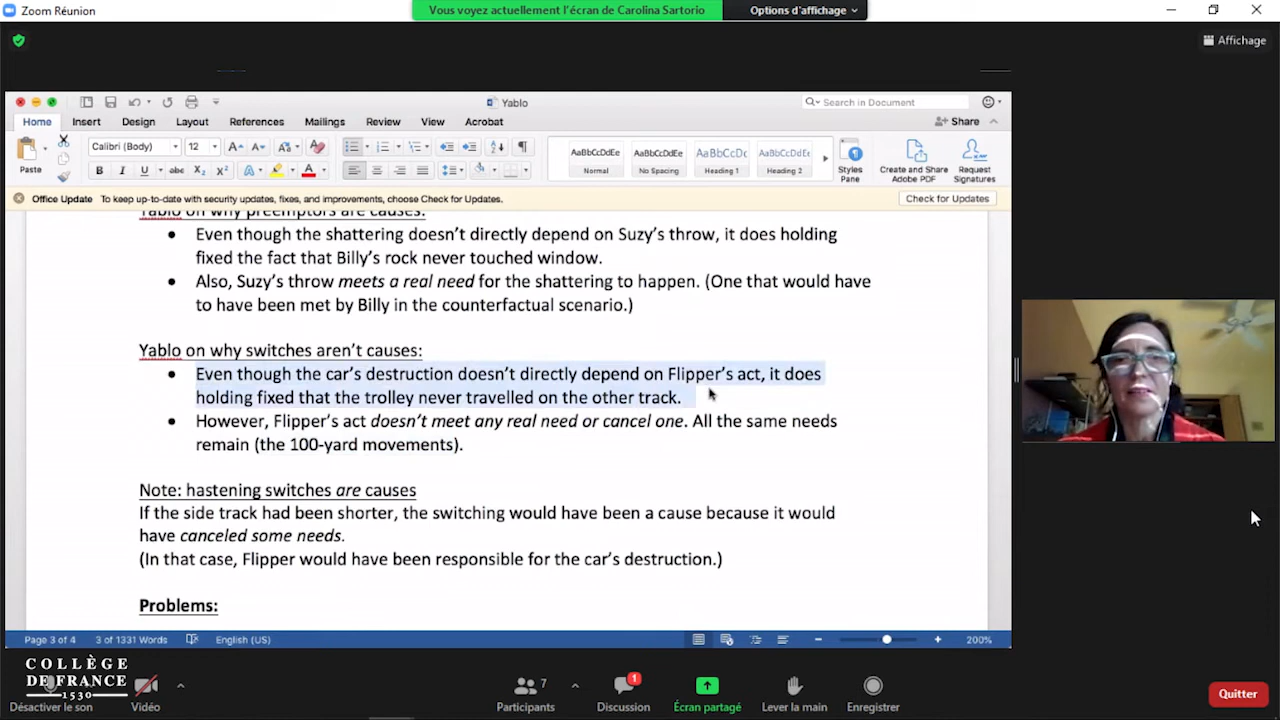 Zoom Réunion
Vous voyez actuellement l'écran de Carolina Sartorio
Options d'affichage
Affichage
Yablo
Search in Document
Home Insert Design Layout References Mailings Review View Acrobat
Share
Paste
Calibri (Body) 12
AaBbCcDdEe AaBbCcDdEe AaBbCcDc AaBbCcDdEe
Normal No Spacing Heading 1 Heading 2
Styles Pane
Create and Share Adobe PDF
Request Signatures
Office Update To keep up-to-date with security updates, fixes, and improvements, choose Check for Updates.
Check for Updates
Yablo on why preemptors are causes:
• Even though the shattering doesn't directly depend on Suzy's throw, it does holding
fixed the fact that Billy's rock never touched window.
• Also, Suzy's throw meets a real need for the shattering to happen. (One that would have
to have been met by Billy in the counterfactual scenario.)
Yablo on why switches aren't causes:
• Even though the car's destruction doesn't directly depend on Flipper's act, it does
holding fixed that the trolley never travelled on the other track.
• However, Flipper's act doesn't meet any real need or cancel one. All the same needs
remain (the 100-yard movements).
Note: hastening switches are causes
If the side track had been shorter, the switching would have been a cause because it would
have canceled some needs.
(In that case, Flipper would have been responsible for the car's destruction.)
Problems:
Page 3 of 4 3 of 1331 Words English (US)
200%
COLLÈGE
DE FRANCE
1530
Désactiver le son
Vidéo
7
Participants
1
Discussion
Écran partagé
Lever la main
Enregistrer
Quitter